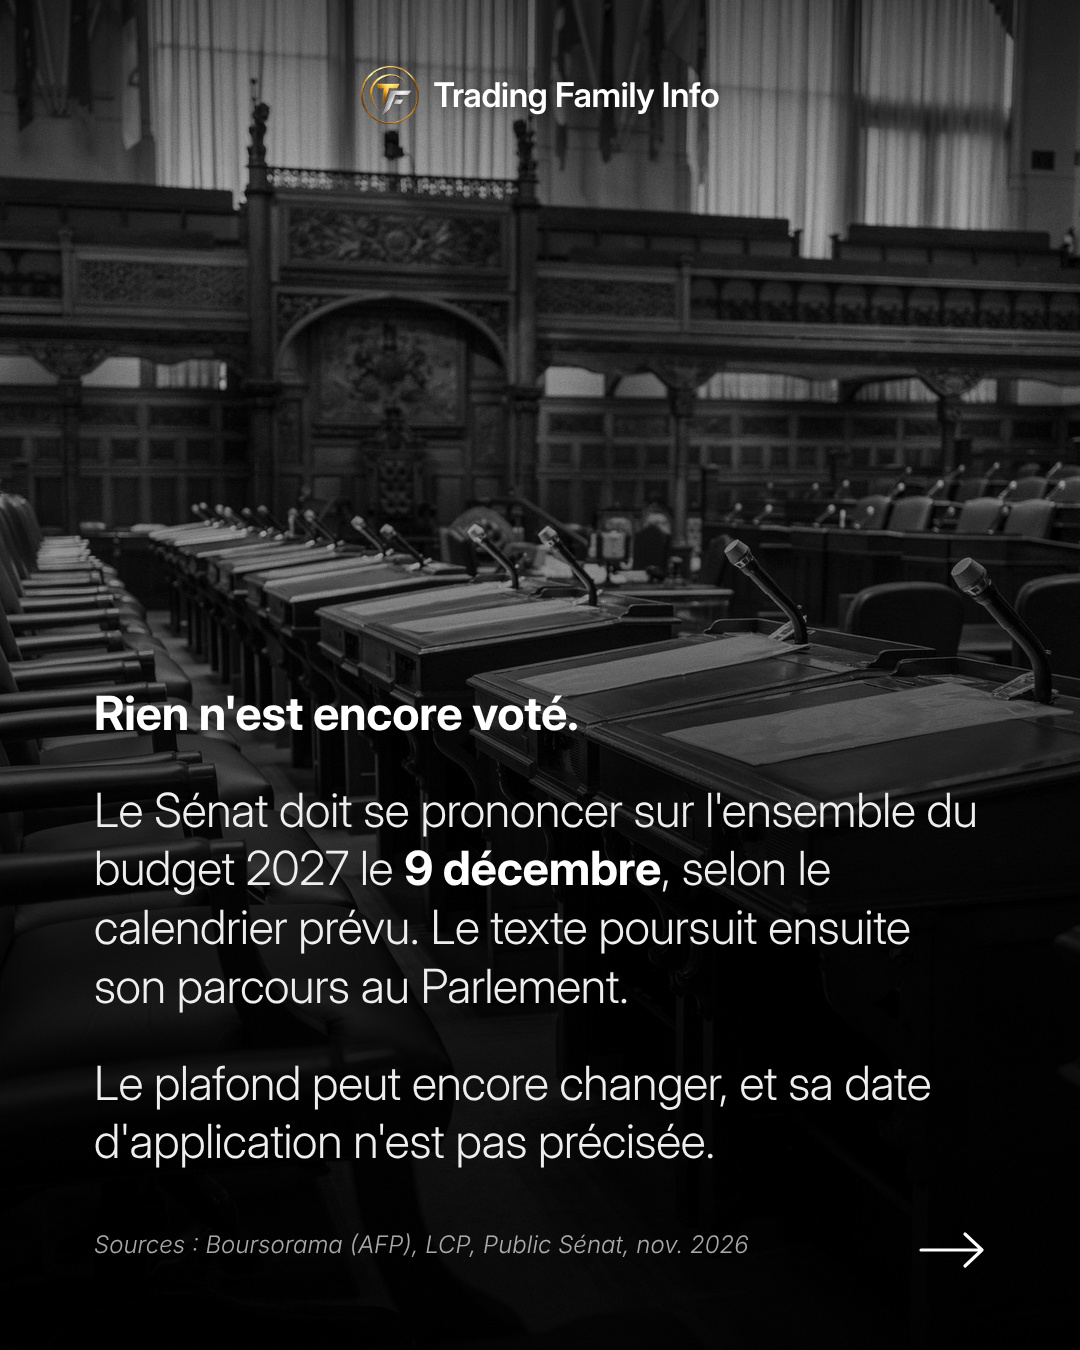 Trading Family Info
Rien n'est encore voté.
Le Sénat doit se prononcer sur l'ensemble du
budget 2027 le 9 décembre, selon le
calendrier prévu. Le texte poursuit ensuite
son parcours au Parlement.
Le plafond peut encore changer, et sa date
d'application n'est pas précisée.
Sources : Boursorama (AFP), LCP, Public Sénat, nov. 2026